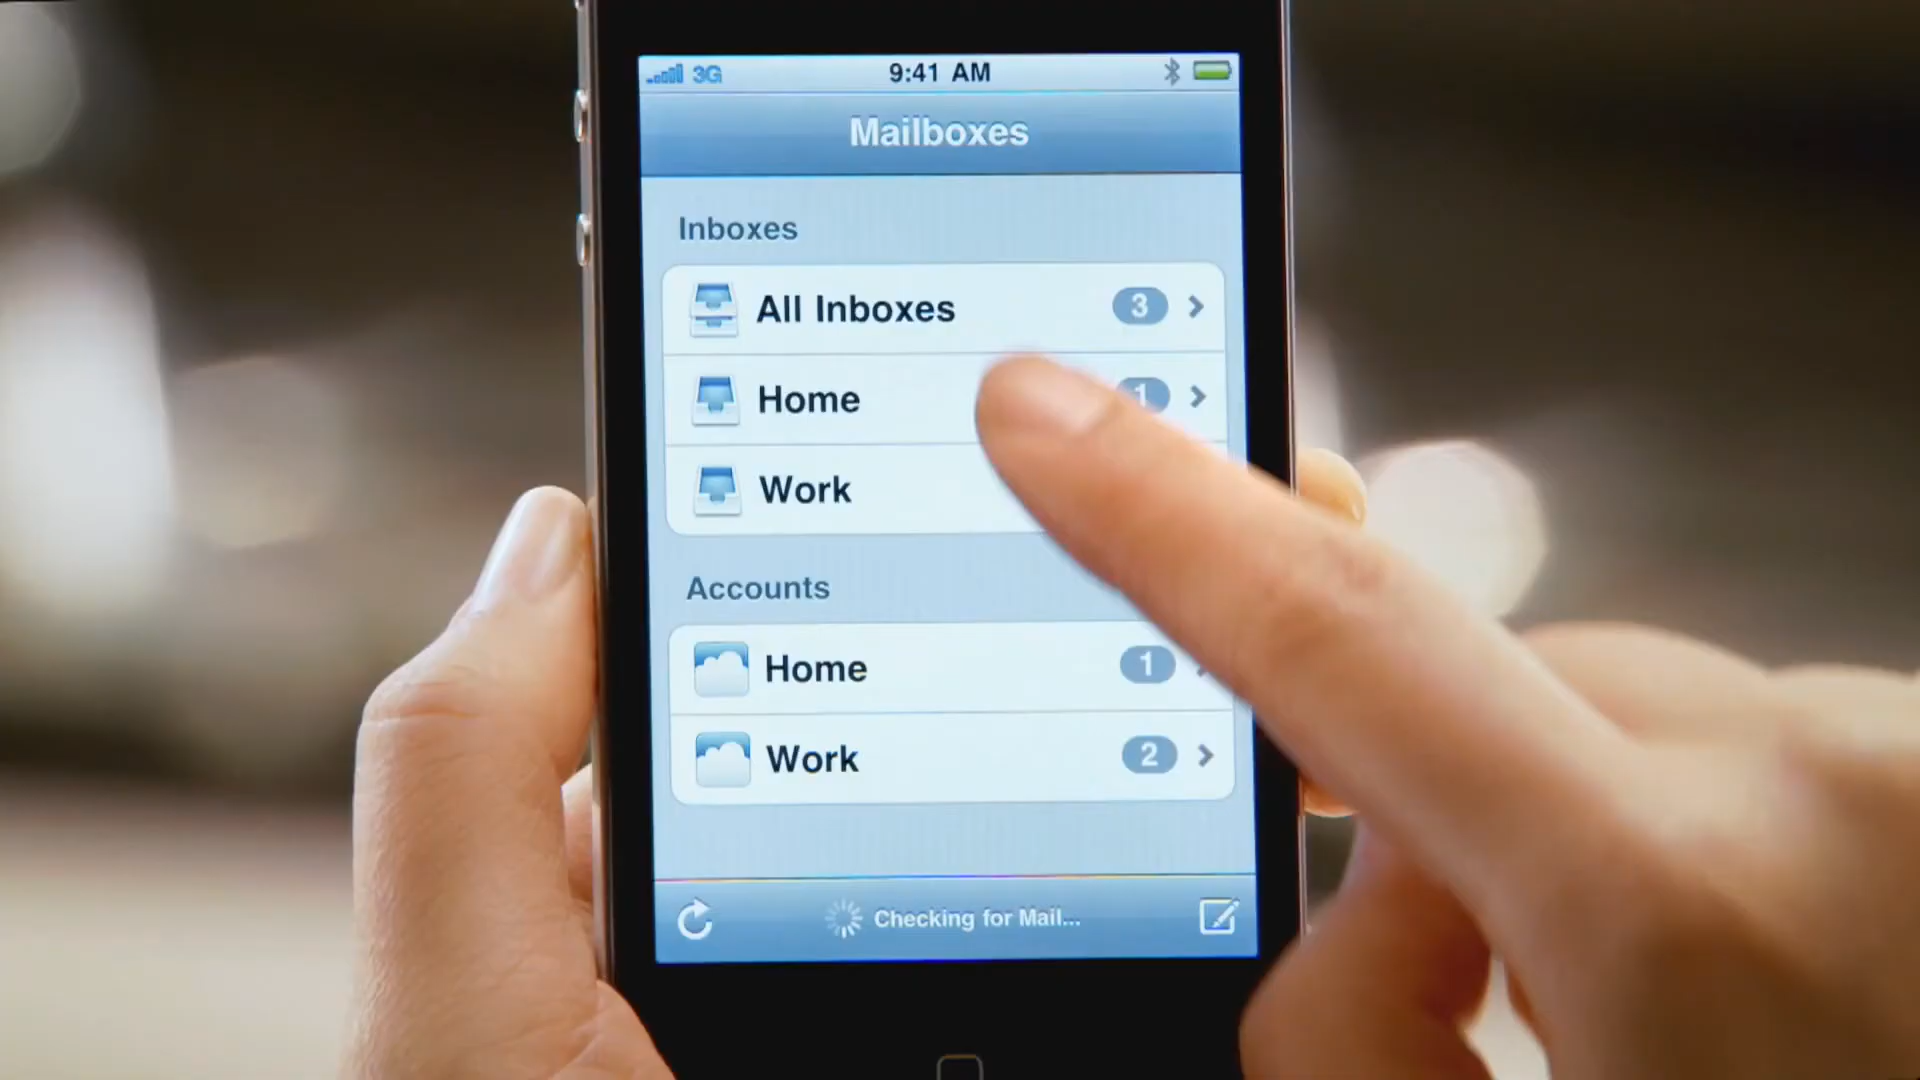 3G 9:41 AM
Mailboxes
Inboxes
All Inboxes 3
Home 1
Work
Accounts
Home 1
Work 2
Checking for Mail...